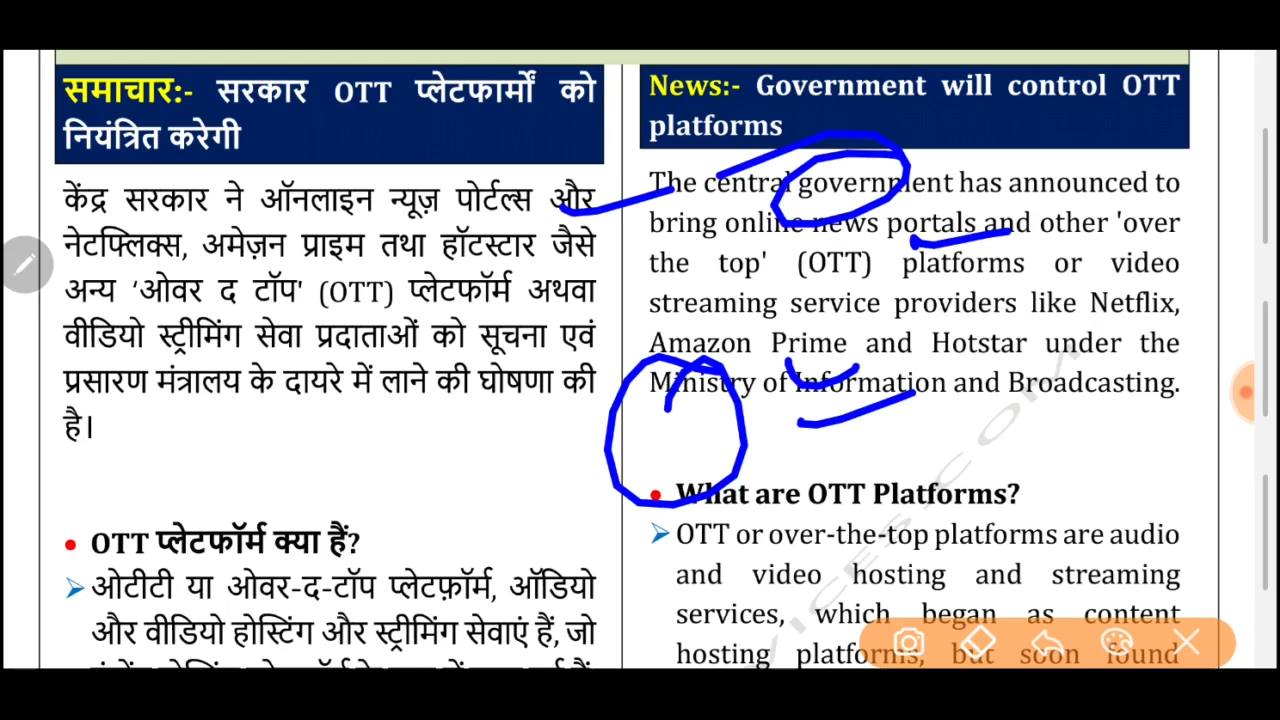 समाचार:- सरकार OTT प्लेटफार्मों को
नियंत्रित करेगी
केंद्र सरकार ने ऑनलाइन न्यूज़ पोर्टल्स और
नेटफ्लिक्स, अमेज़न प्राइम तथा हॉटस्टार जैसे
अन्य ‘ओवर द टॉप' (OTT) प्लेटफॉर्म अथवा
वीडियो स्ट्रीमिंग सेवा प्रदाताओं को सूचना एवं
प्रसारण मंत्रालय के दायरे में लाने की घोषणा की
है।
• OTT प्लेटफॉर्म क्या हैं?
➢ ओटीटी या ओवर-द-टॉप प्लेटफ़ॉर्म, ऑडियो
और वीडियो होस्टिंग और स्ट्रीमिंग सेवाएं हैं, जो
News:- Government will control OTT
platforms
The central government has announced to
bring online news portals and other 'over
the top' (OTT) platforms or video
streaming service providers like Netflix,
Amazon Prime and Hotstar under the
Ministry of Information and Broadcasting.
• What are OTT Platforms?
➢ OTT or over-the-top platforms are audio
and video hosting and streaming
services, which began as content
hosting platforms, but soon found